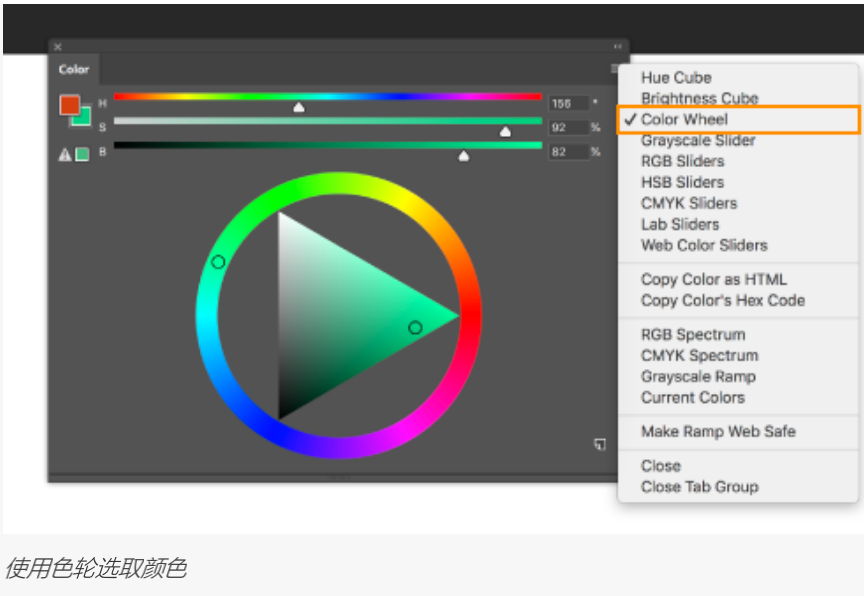 Color
H 156 °
S 92 %
B 82 %
Hue Cube
Brightness Cube
✓ Color Wheel
Grayscale Slider
RGB Sliders
HSB Sliders
CMYK Sliders
Lab Sliders
Web Color Sliders
Copy Color as HTML
Copy Color's Hex Code
RGB Spectrum
CMYK Spectrum
Grayscale Ramp
Current Colors
Make Ramp Web Safe
Close
Close Tab Group
使用色轮选取颜色